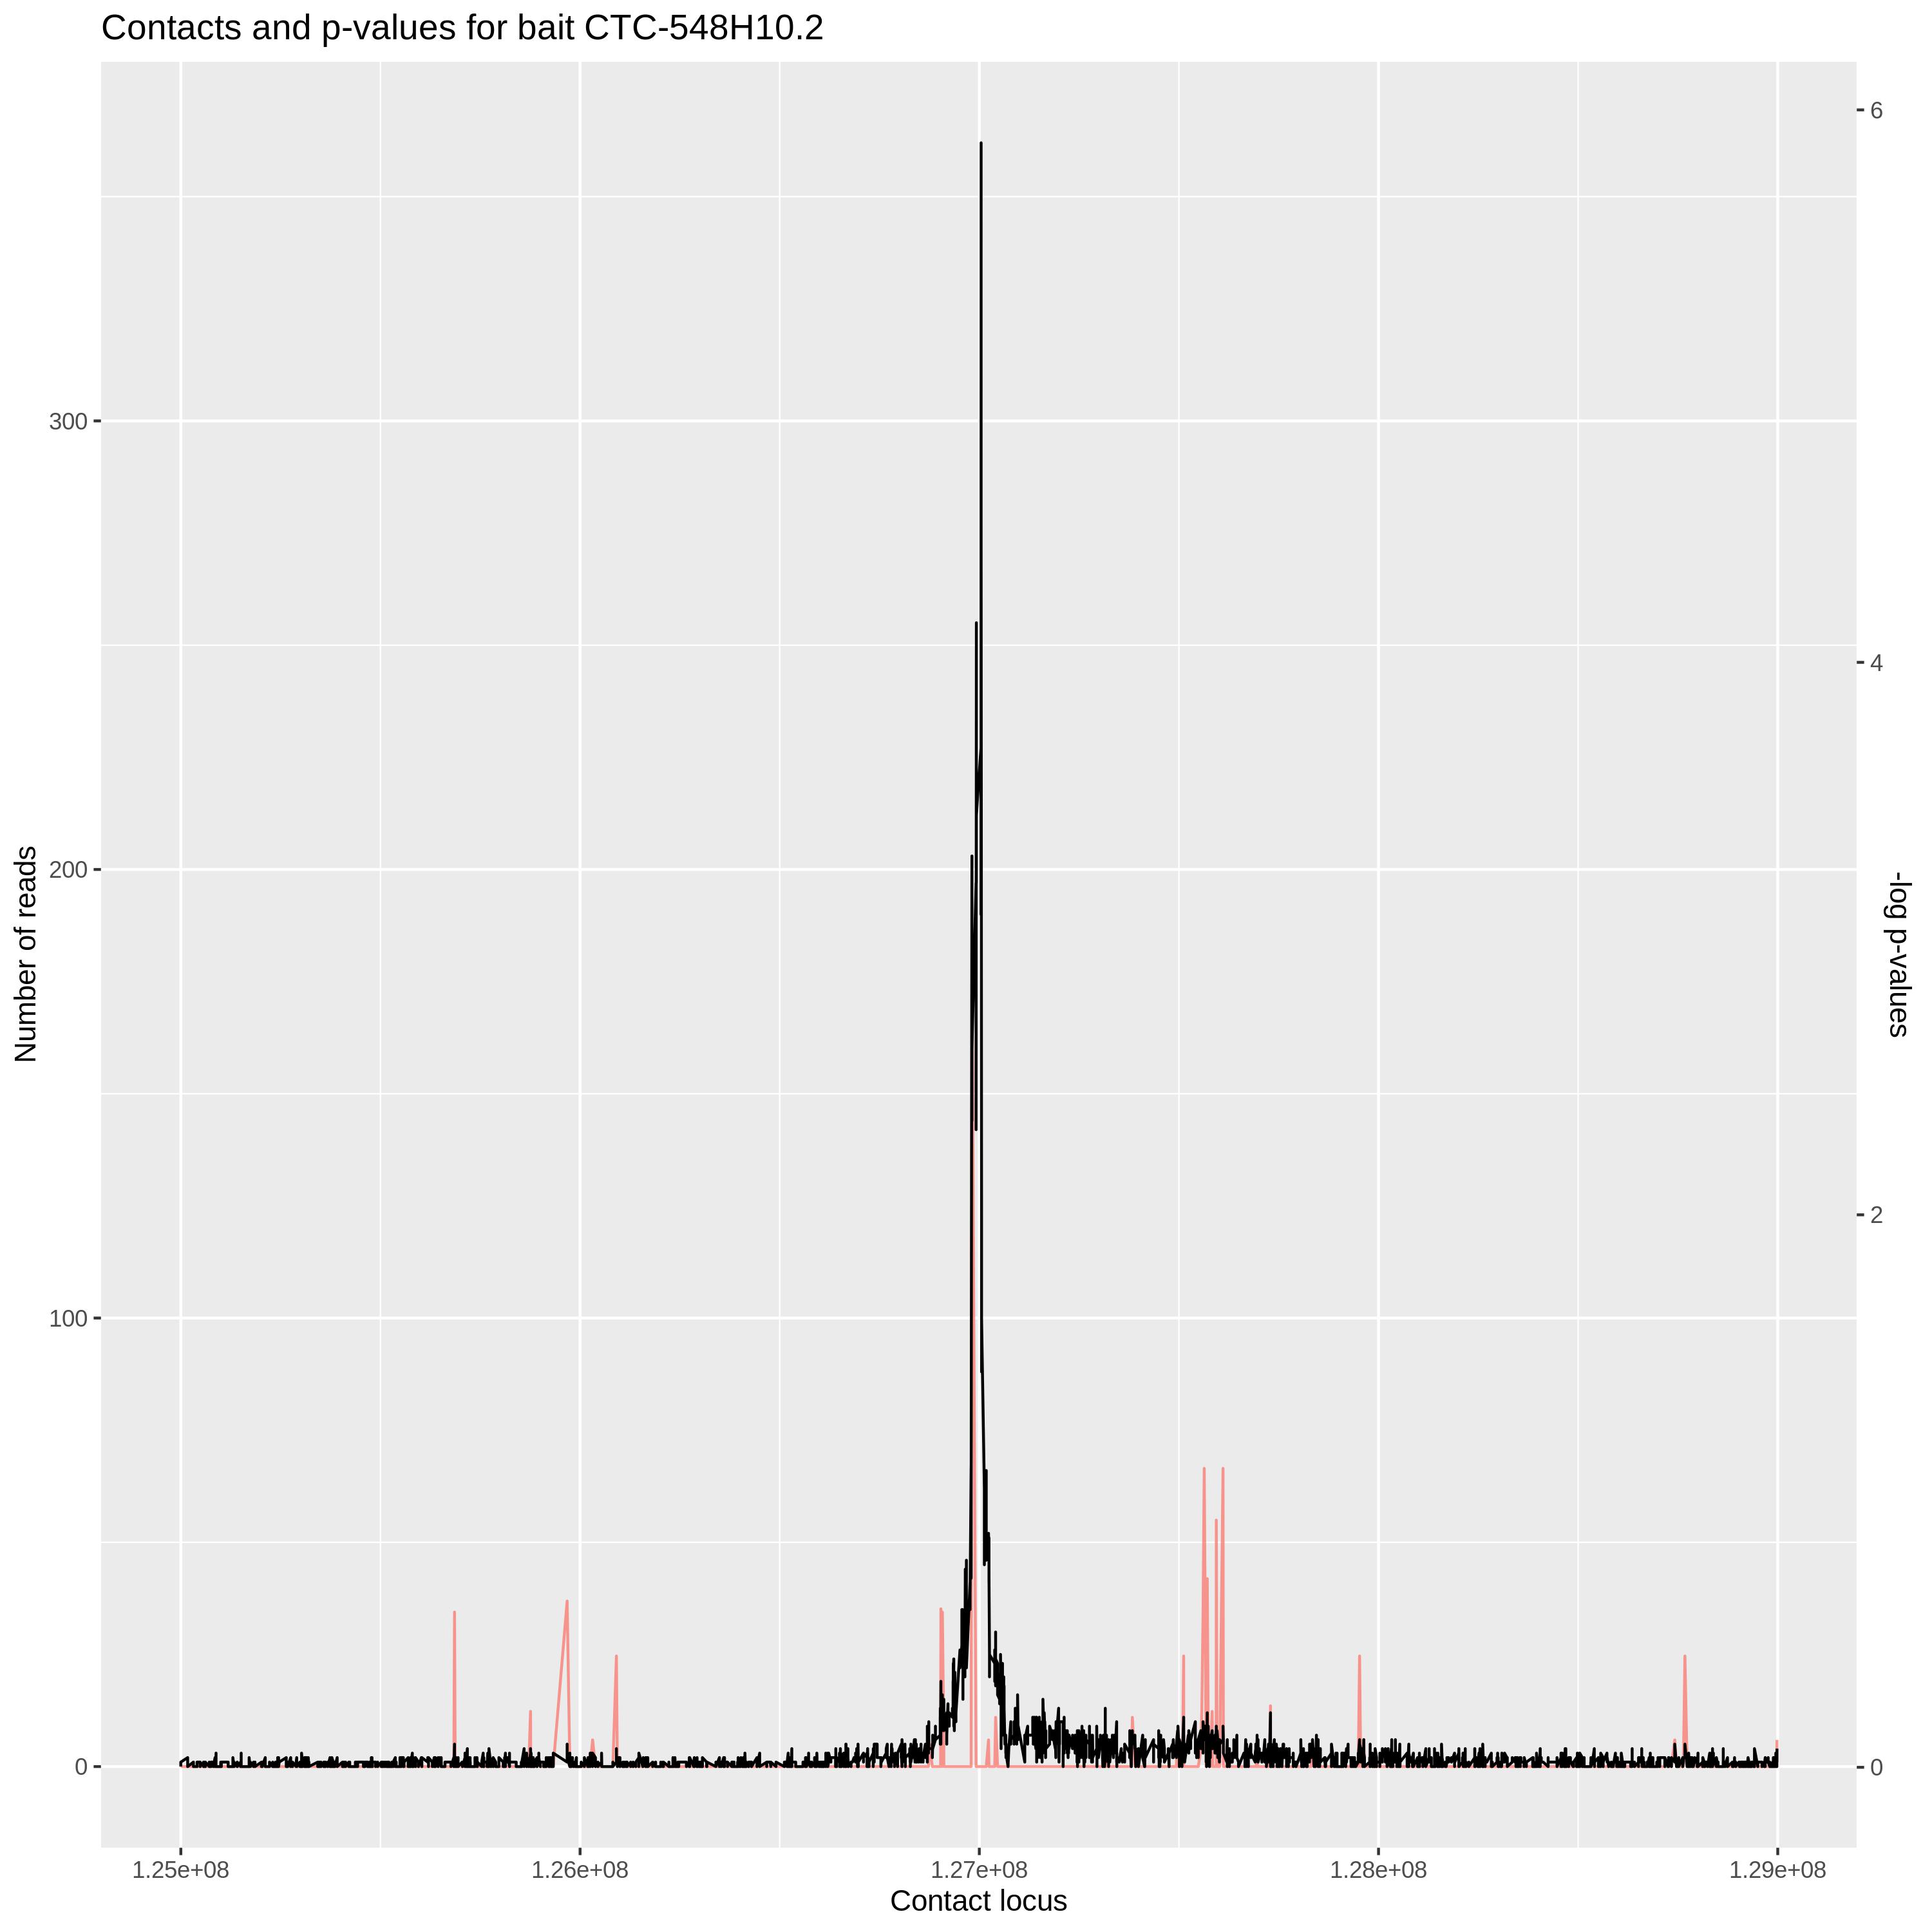 Contacts and p-values for bait CTC-548H10.2
6
300
4
200
Number of reads
-log p-values
2
100
0
0
1.25e+08
1.26e+08
1.27e+08
1.28e+08
1.29e+08
Contact locus